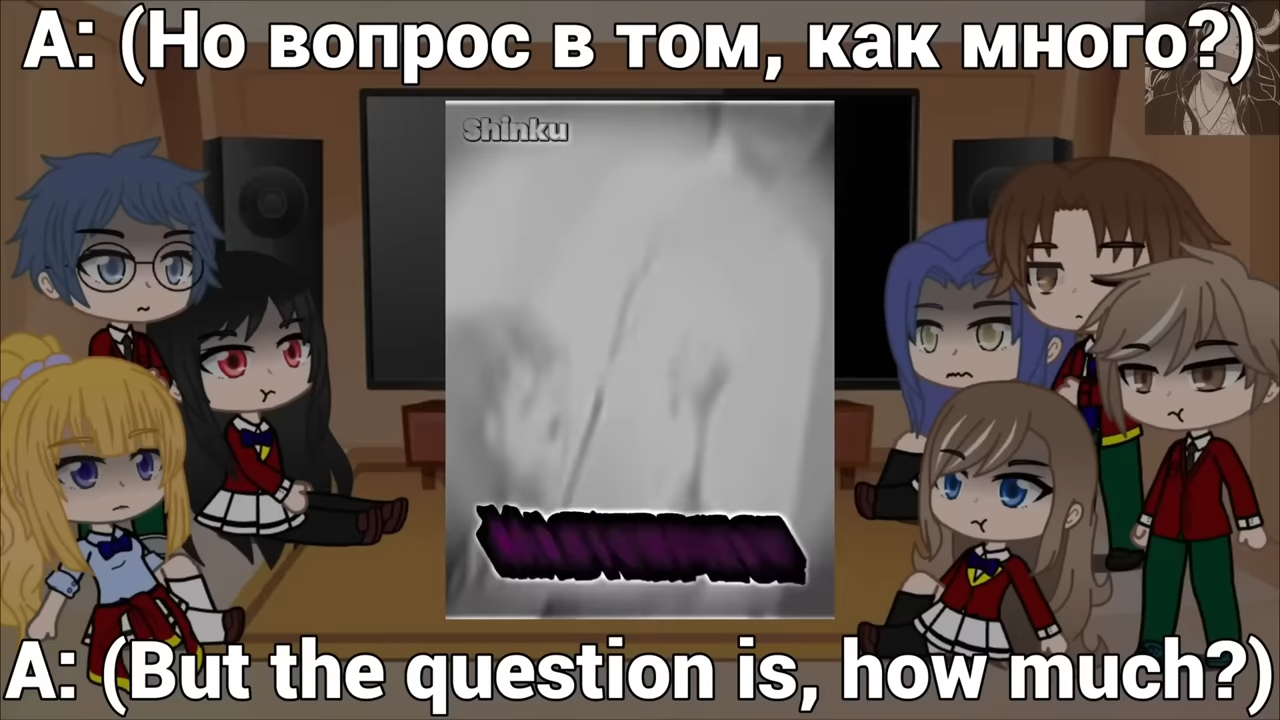 А: (Но вопрос в том, как много?)
Shinku
A: (But the question is, how much?)